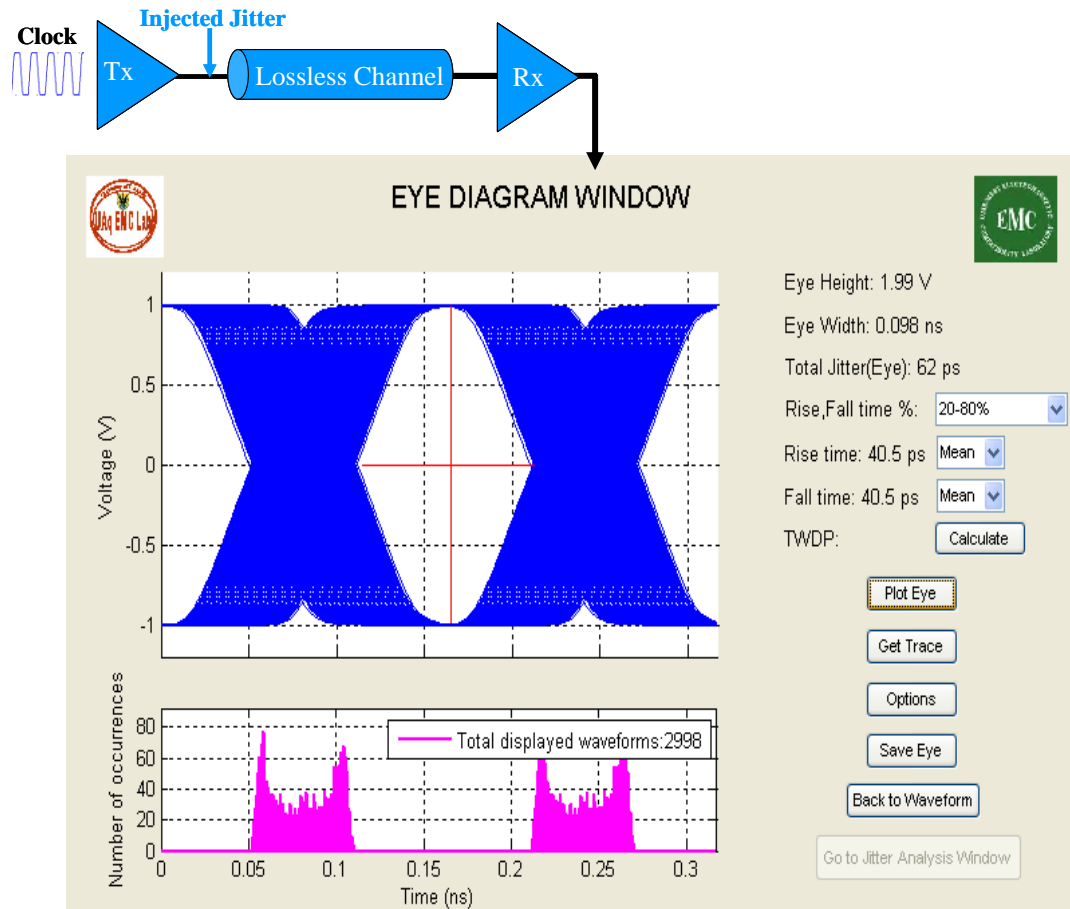 Injected Jitter
Clock
Tx
Lossless Channel
Rx
EYE DIAGRAM WINDOW
UAq EMC Lab
EMC
Eye Height: 1.99 V
Eye Width: 0.098 ns
Total Jitter(Eye): 62 ps
Rise,Fall time %: 20-80%
Rise time: 40.5 ps Mean
Fall time: 40.5 ps Mean
TWDP: Calculate
Plot Eye
Get Trace
Options
Save Eye
Back to Waveform
Go to Jitter Analysis Window
Voltage (V)
1
0.5
0
-0.5
-1
Number of occurrences
80
60
40
20
0
Total displayed waveforms:2998
0 0.05 0.1 0.15 0.2 0.25 0.3
Time (ns)